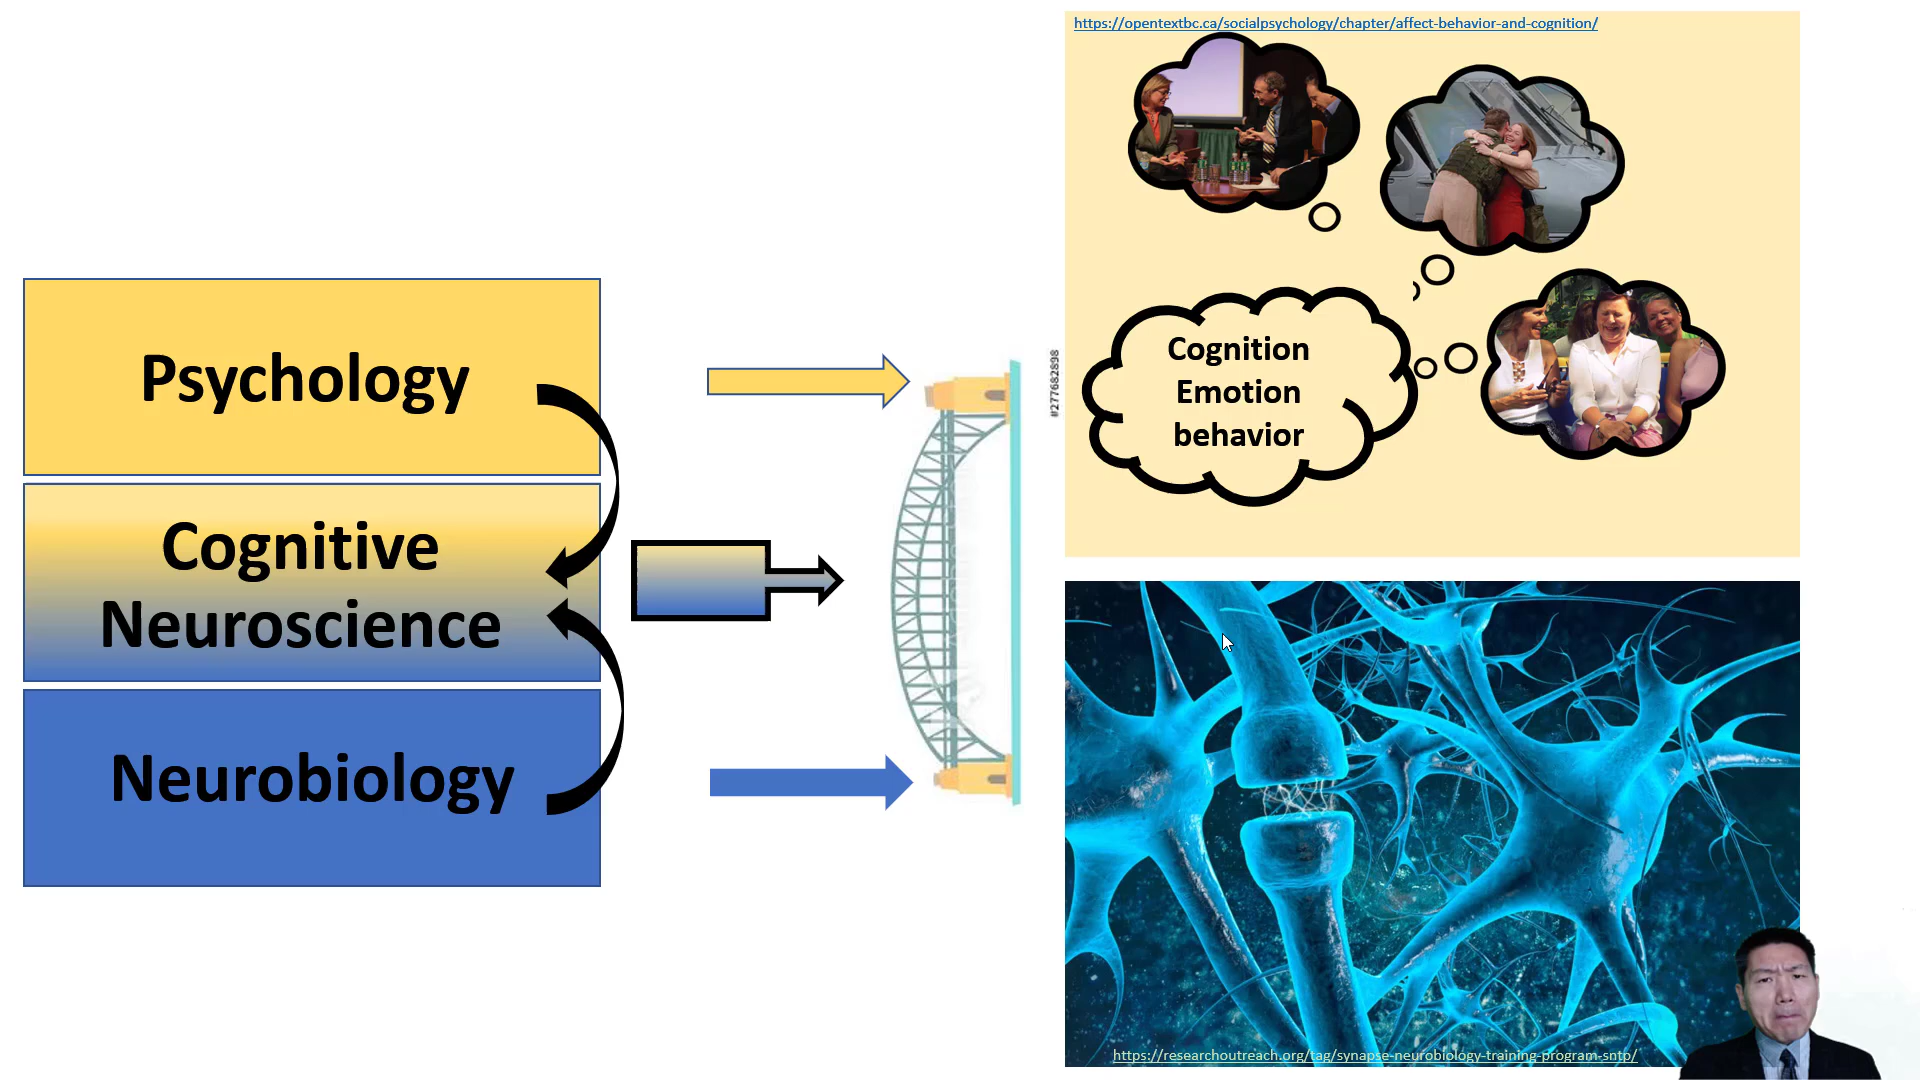 https://opentextbc.ca/socialpsychology/chapter/affect-behavior-and-cognition/
Psychology
Cognitive
Neuroscience
Neurobiology
#277682898
Cognition
Emotion
behavior
https://researchoutreach.org/tag/synapse-neurobiology-training-program-sntp/